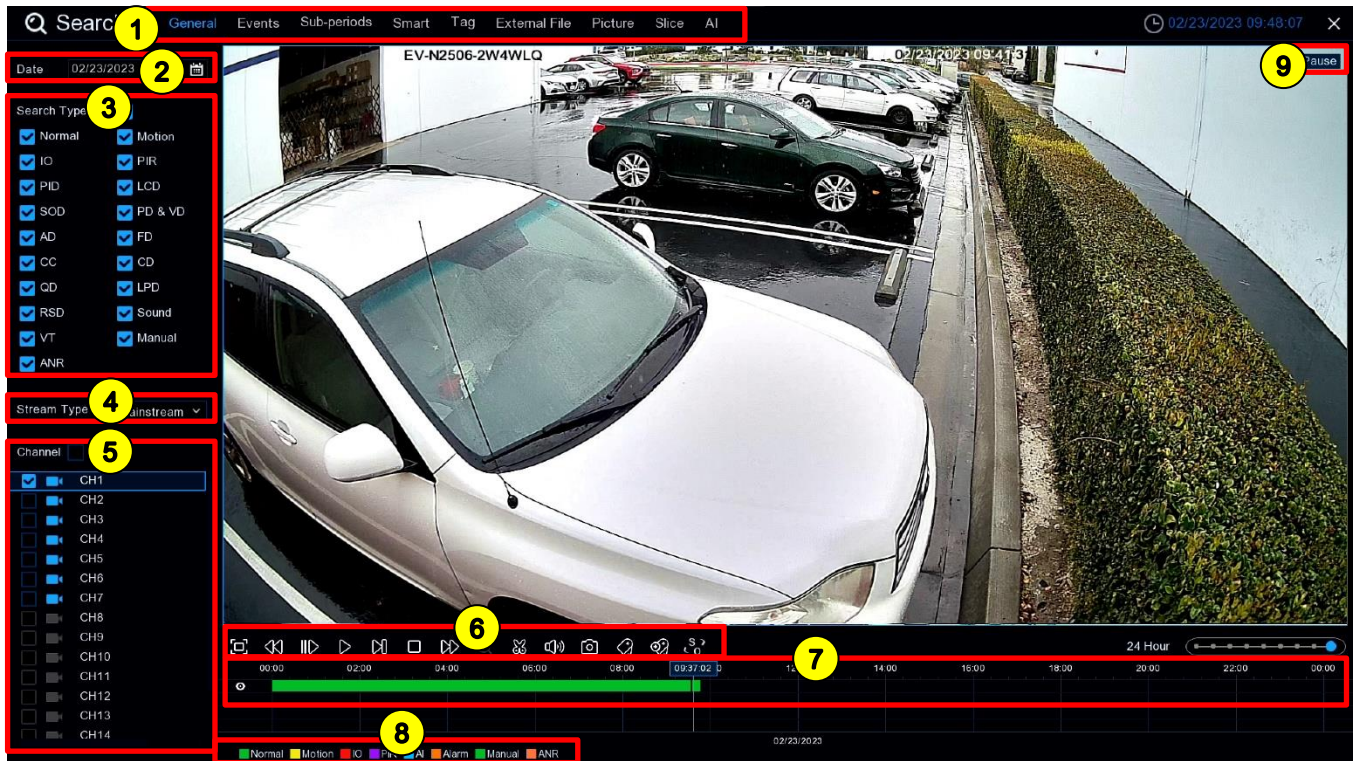 Search General Events Sub-periods Smart Tag External File Picture Slice AI 02/23/2023 09:48:07
1
Date 02/23/2023
2
EV-N2506-2W4WLQ 02/23/2023 09:41:31
9
Pause
3
Search Type
Normal Motion
IO PIR
PID LCD
SOD PD & VD
AD FD
CC CD
QD LPD
RSD Sound
VT Manual
ANR
4
Stream Type ainstream
5
Channel
CH1
CH2
CH3
CH4
CH5
CH6
CH7
CH8
CH9
CH10
CH11
CH12
CH13
CH14
6
24 Hour
7
00:00 02:00 04:00 06:00 08:00 09:37:02 14:00 16:00 18:00 20:00 22:00 00:00
02/23/2023
8
Normal Motion IO PIR AI Alarm Manual ANR